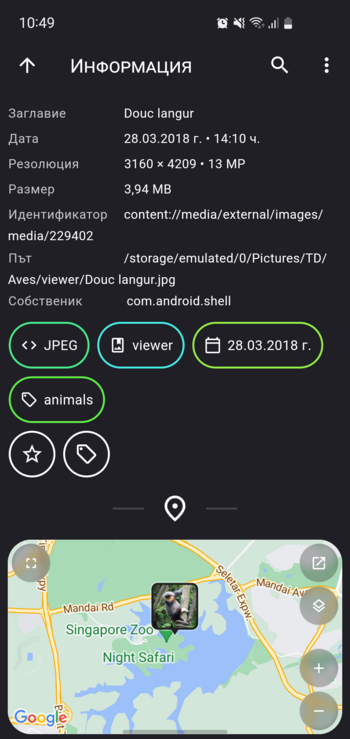 10:49
Информация
Заглавие Douc langur
Дата 28.03.2018 г. • 14:10 ч.
Резолюция 3160 × 4209 • 13 MP
Размер 3,94 MB
Идентификатор content://media/external/images/
media/229402
Път /storage/emulated/0/Pictures/TD/
Aves/viewer/Douc langur.jpg
Собственик com.android.shell
JPEG viewer 28.03.2018 г.
animals
Seletar Expw.
Mandai Rd
Mandai Av
Singapore Zoo
Night Safari
Google